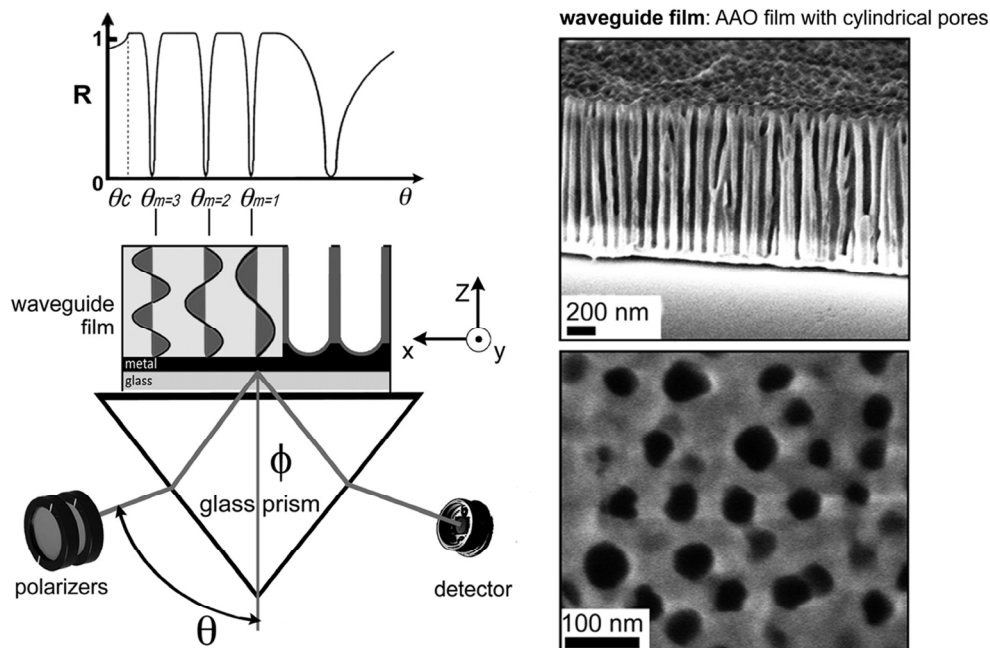 waveguide film: AAO film with cylindrical pores
1
R
0
θc θm=3 θm=2 θm=1 θ
waveguide
film
metal
glass
Z
x
y
ϕ
glass prism
polarizers
detector
θ
200 nm
100 nm